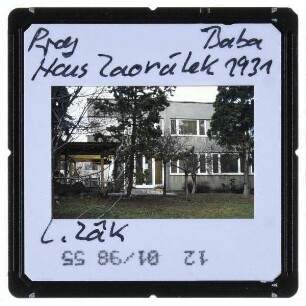 Prag Baba
Haus Zaorálek 1931
L. Žák
12 01/98 55